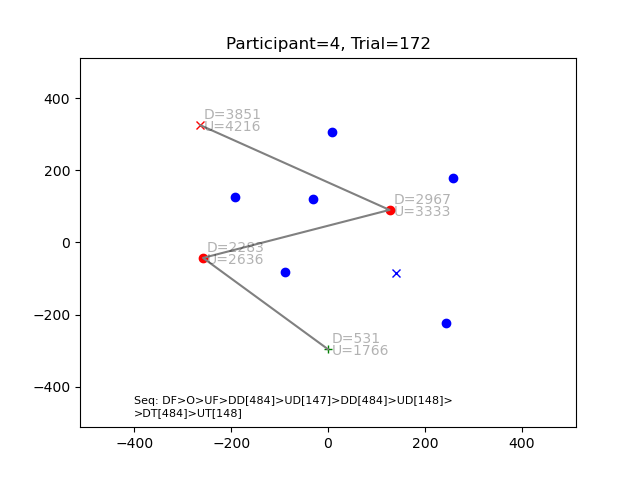 Participant=4, Trial=172
400
200
0
−200
−400
D=3851
U=4216
D=2967
U=3333
D=2283
U=2636
D=531
U=1766
Seq: DF>O>UF>DD[484]>UD[147]>DD[484]>UD[148]>
>DT[484]>UT[148]
−400 −200 0 200 400